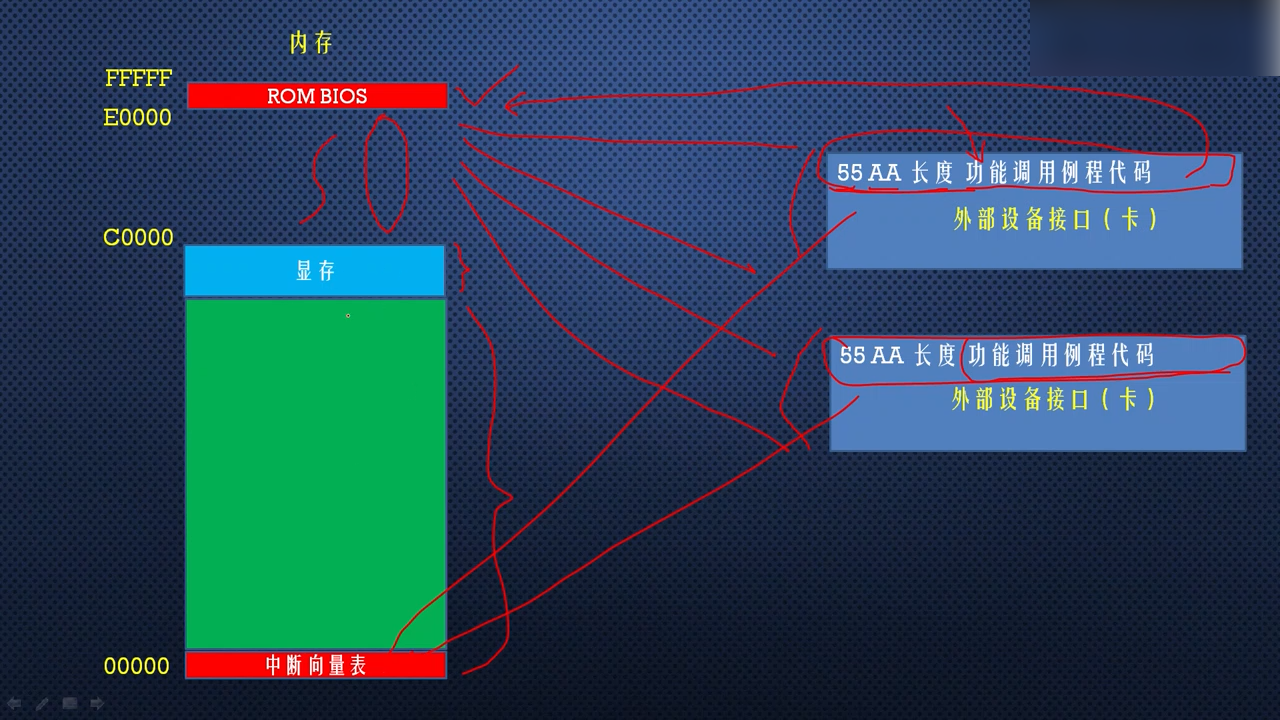 内存
FFFFF
ROM BIOS
E0000
55 AA 长度 功能调用例程代码
外部设备接口（卡）
C0000
显存
55 AA 长度 功能调用例程代码
外部设备接口（卡）
00000
中断向量表